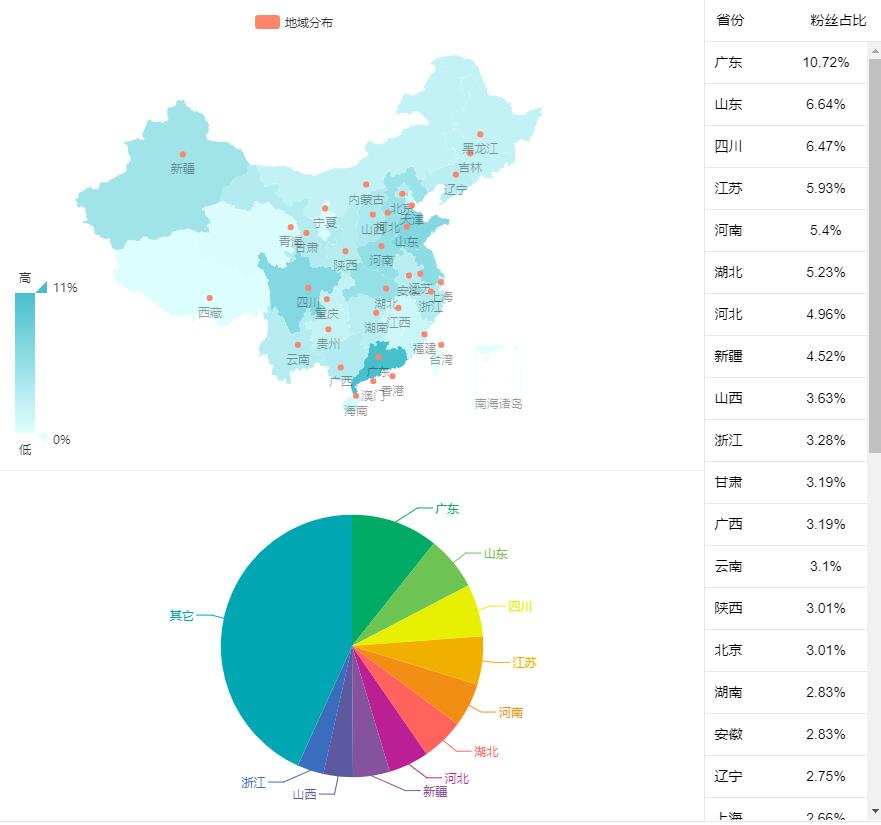 地域分布
黑龙江
吉林
辽宁
新疆
内蒙古
北京
天津
宁夏
山西
河北
山东
青海
甘肃
陕西
河南
西藏
四川
重庆
湖北
安徽
江苏
上海
浙江
湖南
江西
贵州
云南
广西
广东
福建
台湾
澳门
香港
海南
南海诸岛
高
11%
0%
低
广东
山东
四川
江苏
河南
湖北
河北
新疆
山西
浙江
其它
省份 粉丝占比
广东 10.72%
山东 6.64%
四川 6.47%
江苏 5.93%
河南 5.4%
湖北 5.23%
河北 4.96%
新疆 4.52%
山西 3.63%
浙江 3.28%
甘肃 3.19%
广西 3.19%
云南 3.1%
陕西 3.01%
北京 3.01%
湖南 2.83%
安徽 2.83%
辽宁 2.75%
上海 2.66%